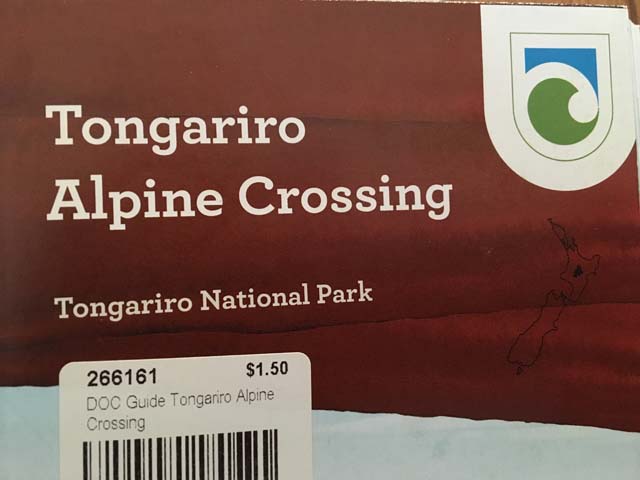 Tongariro
Alpine Crossing
Tongariro National Park
266161 $1.50
DOC Guide Tongariro Alpine
Crossing